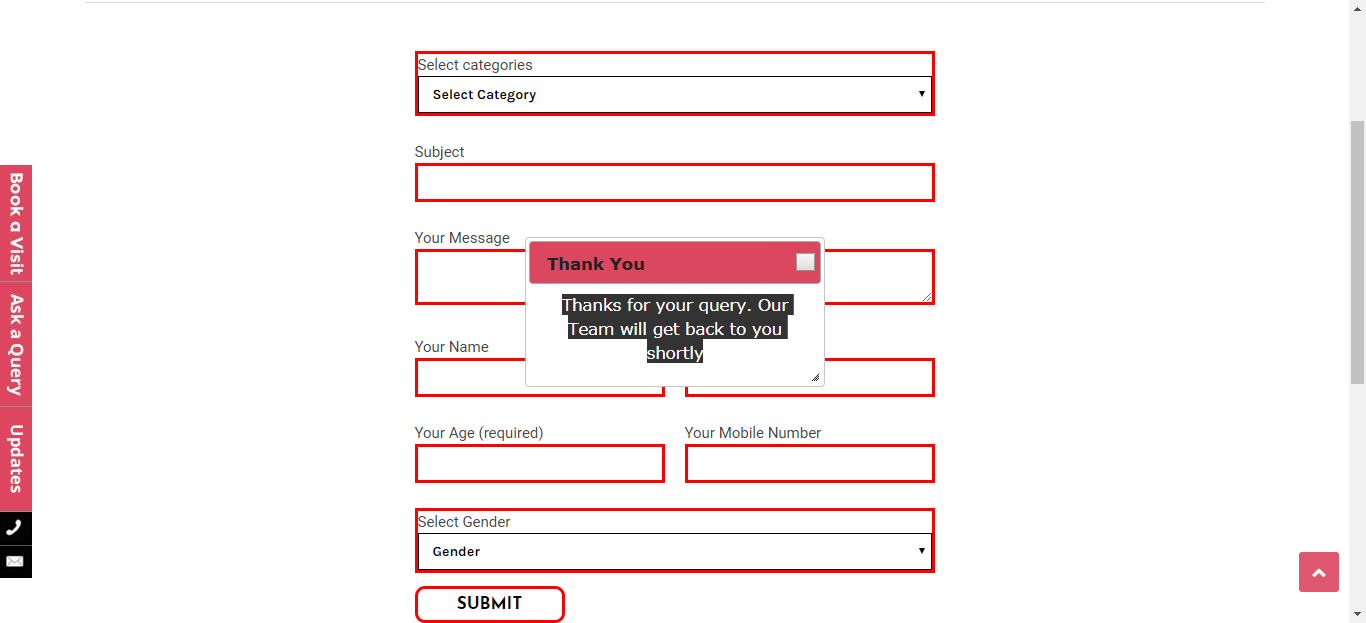 Select categories
Select Category
Subject
Your Message
Thank You
Thanks for your query. Our
Team will get back to you
shortly
Your Name
Your Age (required)
Your Mobile Number
Select Gender
Gender
SUBMIT
Book a Visit
Ask a Query
Updates